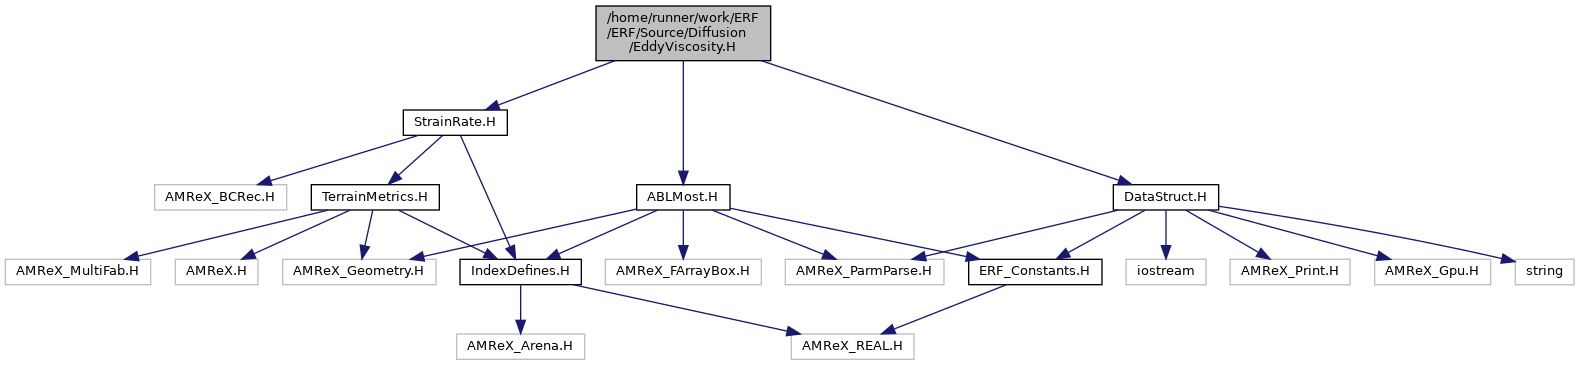 /home/runner/work/ERF
/ERF/Source/Diffusion
/EddyViscosity.H
StrainRate.H
AMReX_BCRec.H
TerrainMetrics.H
ABLMost.H
DataStruct.H
AMReX_MultiFab.H
AMReX.H
AMReX_Geometry.H
IndexDefines.H
AMReX_FArrayBox.H
AMReX_ParmParse.H
ERF_Constants.H
iostream
AMReX_Print.H
AMReX_Gpu.H
string
AMReX_Arena.H
AMReX_REAL.H